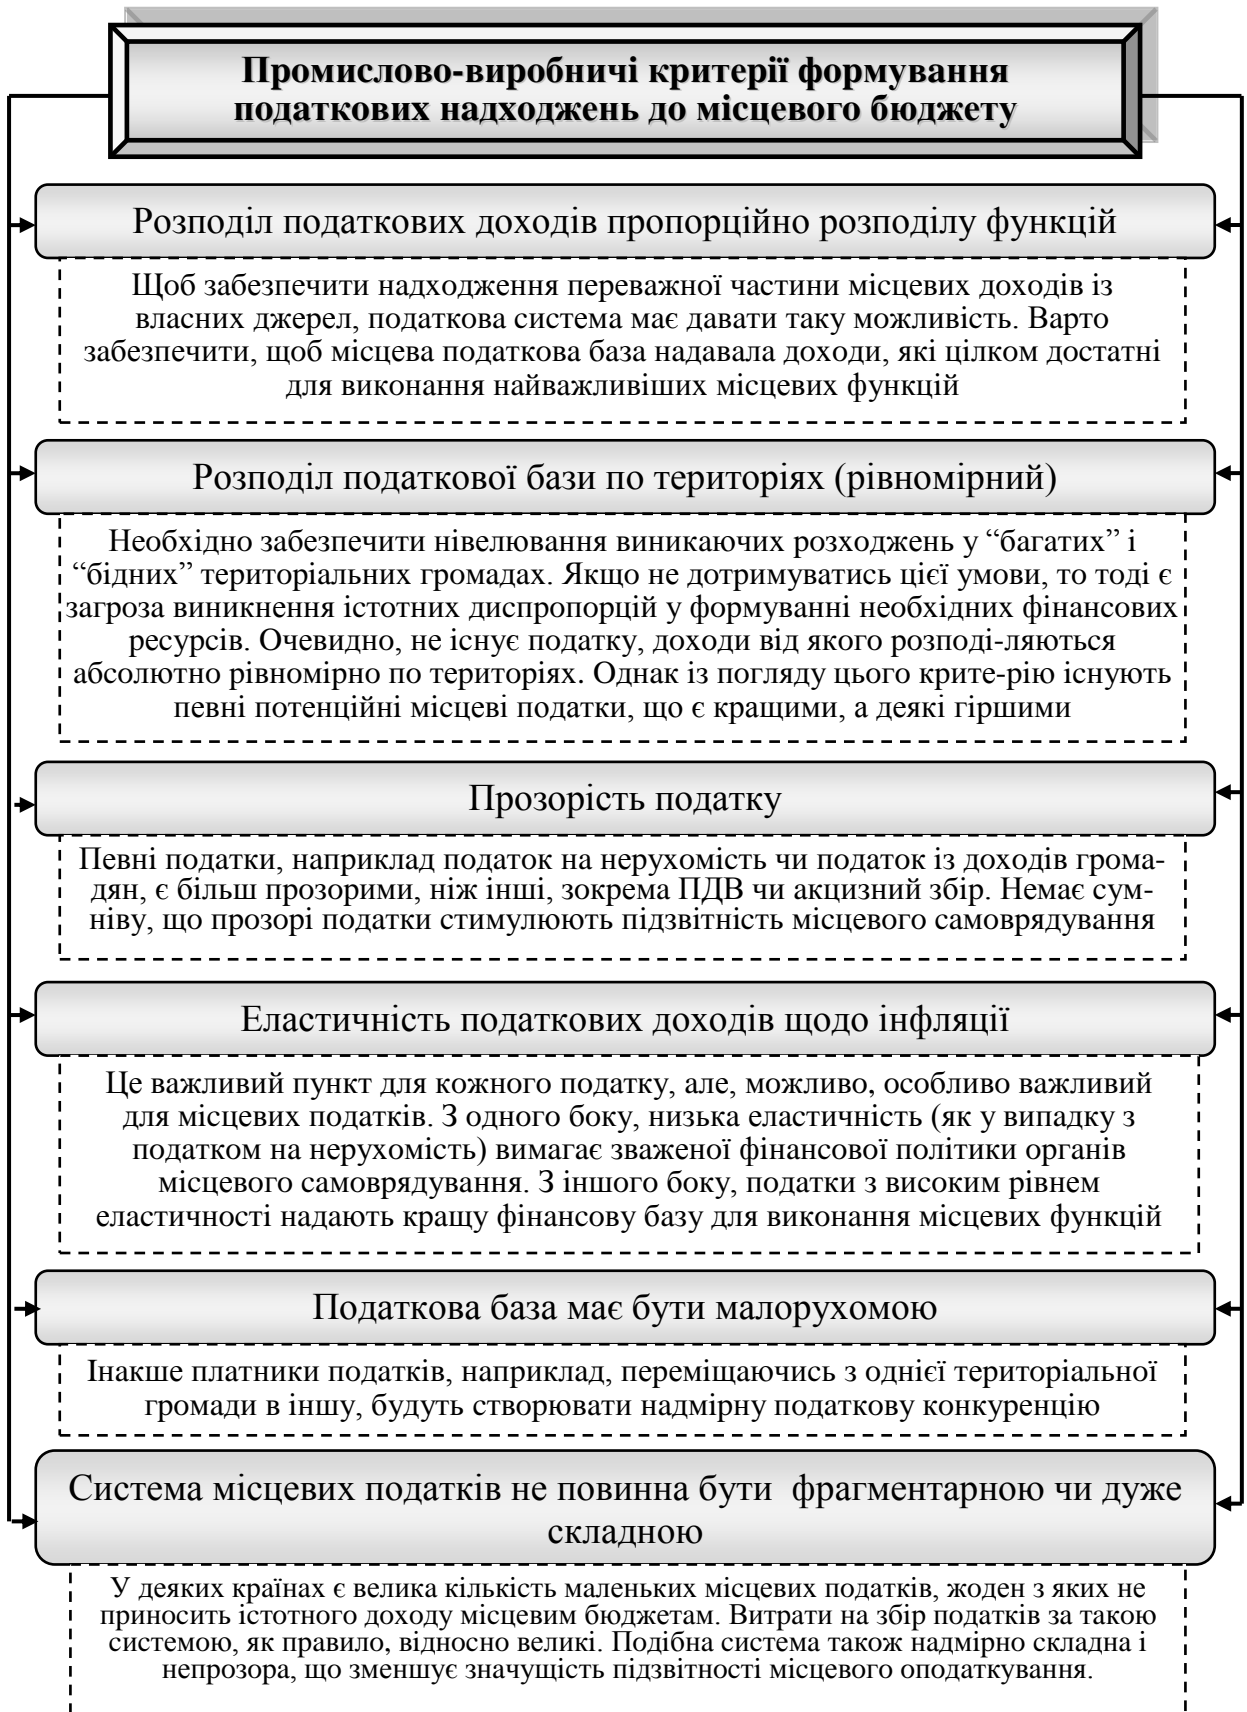 Промислово-виробничі критерії формування
податкових надходжень до місцевого бюджету
Розподіл податкових доходів пропорційно розподілу функцій
Щоб забезпечити надходження переважної частини місцевих доходів із
власних джерел, податкова система має давати таку можливість. Варто
забезпечити, щоб місцева податкова база надавала доходи, які цілком достатні
для виконання найважливіших місцевих функцій
Розподіл податкової бази по територіях (рівномірний)
Необхідно забезпечити нівелювання виникаючих розходжень у “багатих” і
“бідних” територіальних громадах. Якщо не дотримуватись цієї умови, то тоді є
загроза виникнення істотних диспропорцій у формуванні необхідних фінансових
ресурсів. Очевидно, не існує податку, доходи від якого розподі-ляються
абсолютно рівномірно по територіях. Однак із погляду цього крите-рію існують
певні потенційні місцеві податки, що є кращими, а деякі гіршими
Прозорість податку
Певні податки, наприклад податок на нерухомість чи податок із доходів грома-
дян, є більш прозорими, ніж інші, зокрема ПДВ чи акцизний збір. Немає сум-
ніву, що прозорі податки стимулюють підзвітність місцевого самоврядування
Еластичність податкових доходів щодо інфляції
Це важливий пункт для кожного податку, але, можливо, особливо важливий
для місцевих податків. З одного боку, низька еластичність (як у випадку з
податком на нерухомість) вимагає зваженої фінансової політики органів
місцевого самоврядування. З іншого боку, податки з високим рівнем
еластичності надають кращу фінансову базу для виконання місцевих функцій
Податкова база має бути малорухомою
Інакше платники податків, наприклад, переміщаючись з однієї територіальної
громади в іншу, будуть створювати надмірну податкову конкуренцію
Система місцевих податків не повинна бути фрагментарною чи дуже
складною
У деяких країнах є велика кількість маленьких місцевих податків, жоден з яких не
приносить істотного доходу місцевим бюджетам. Витрати на збір податків за такою
системою, як правило, відносно великі. Подібна система також надмірно складна і
непрозора, що зменшує значущість підзвітності місцевого оподаткування.